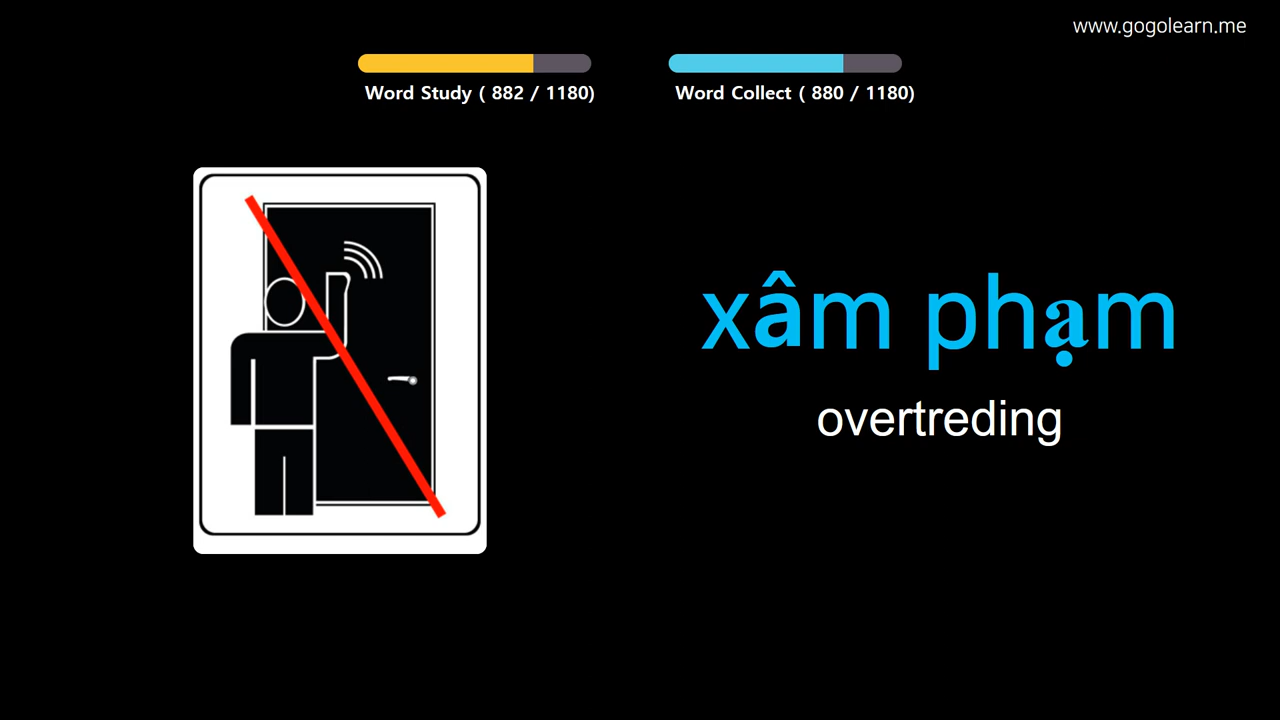 www.gogolearn.me
Word Study ( 882 / 1180)
Word Collect ( 880 / 1180)
xâm phạm
overtreding